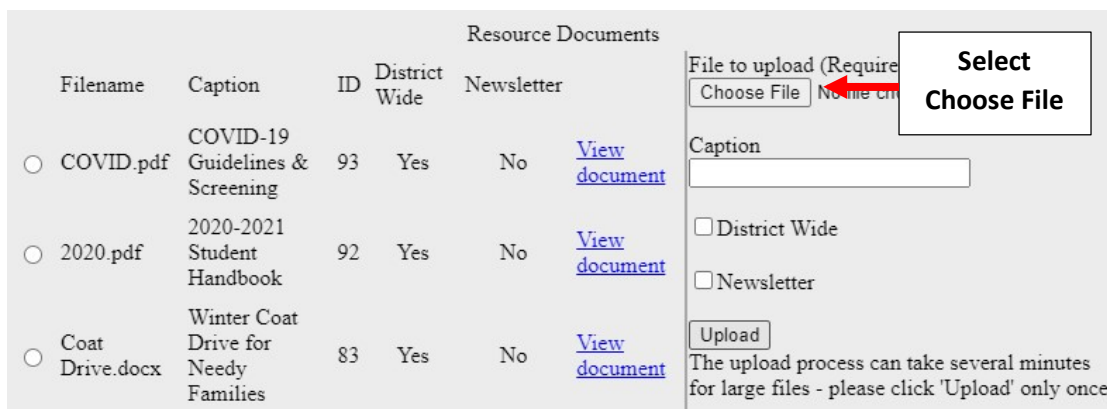 Resource Documents
Filename Caption ID District Wide Newsletter
COVID.pdf COVID-19 Guidelines & Screening 93 Yes No View document
2020.pdf 2020-2021 Student Handbook 92 Yes No View document
Coat Drive.docx Winter Coat Drive for Needy Families 83 Yes No View document
File to upload
Choose File
Select
Choose File
Caption
District Wide
Newsletter
Upload
The upload process can take several minutes
for large files - please click 'Upload' only once